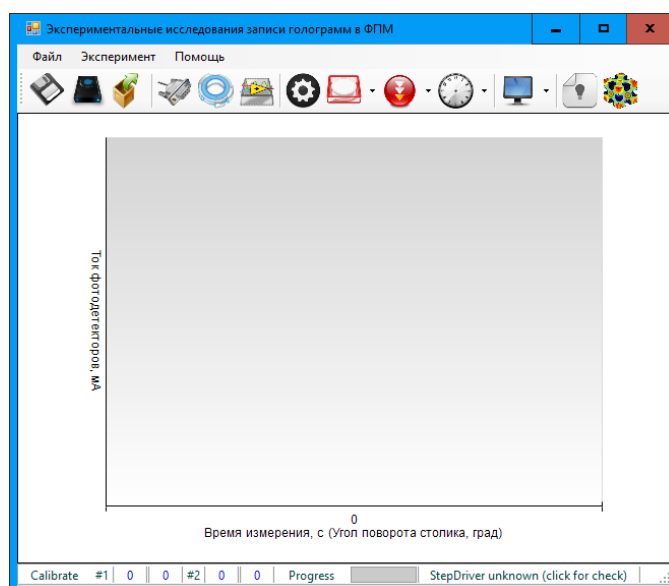 Экспериментальные исследования записи голограмм в ФПМ
Файл Эксперимент Помощь
Ток фотодетекторов, мА
0
Время измерения, с (Угол поворота столика, град)
Calibrate #1 0 0 #2 0 0 Progress StepDriver unknown (click for check)